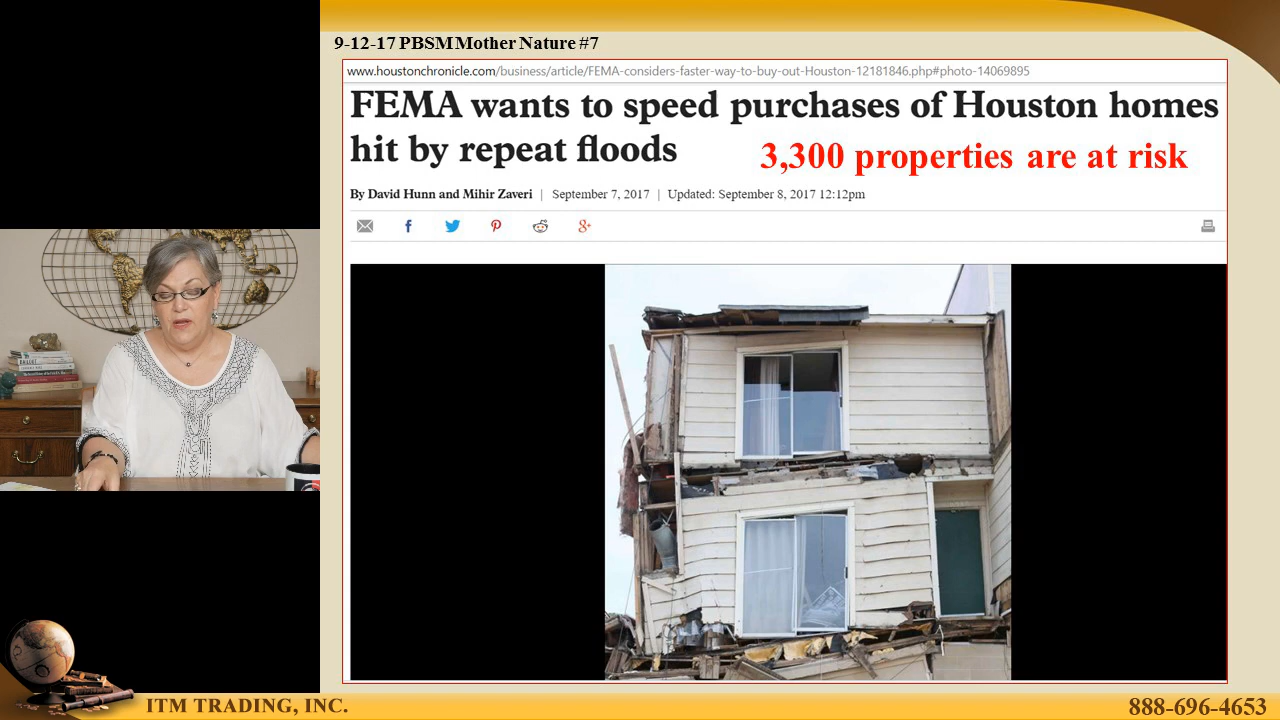 9-12-17 PBSM Mother Nature #7
www.houstonchronicle.com/business/article/FEMA-considers-faster-way-to-buy-out-Houston-12181846.php#photo-14069895
FEMA wants to speed purchases of Houston homes
hit by repeat floods
3,300 properties are at risk
By David Hunn and Mihir Zaveri | September 7, 2017 | Updated: September 8, 2017 12:12pm
ITM TRADING, INC.
888-696-4653